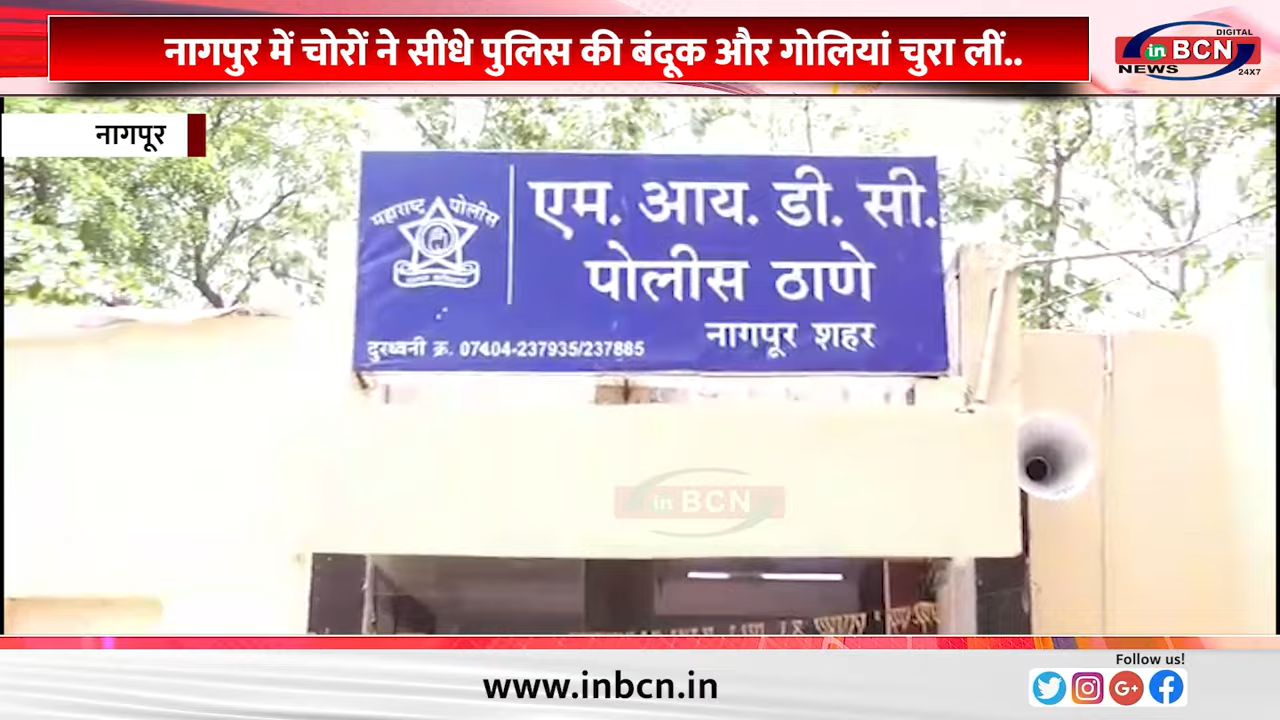 नागपुर में चोरों ने सीधे पुलिस की बंदूक और गोलियां चुरा लीं..
DIGITAL
in BCN
NEWS
24X7
नागपूर
महाराष्ट्र पोलीस
एम. आय. डी. सी.
पोलीस ठाणे
नागपूर शहर
दुरध्वनी क्र. 07404-237935/237885
in BCN
www.inbcn.in
Follow us!